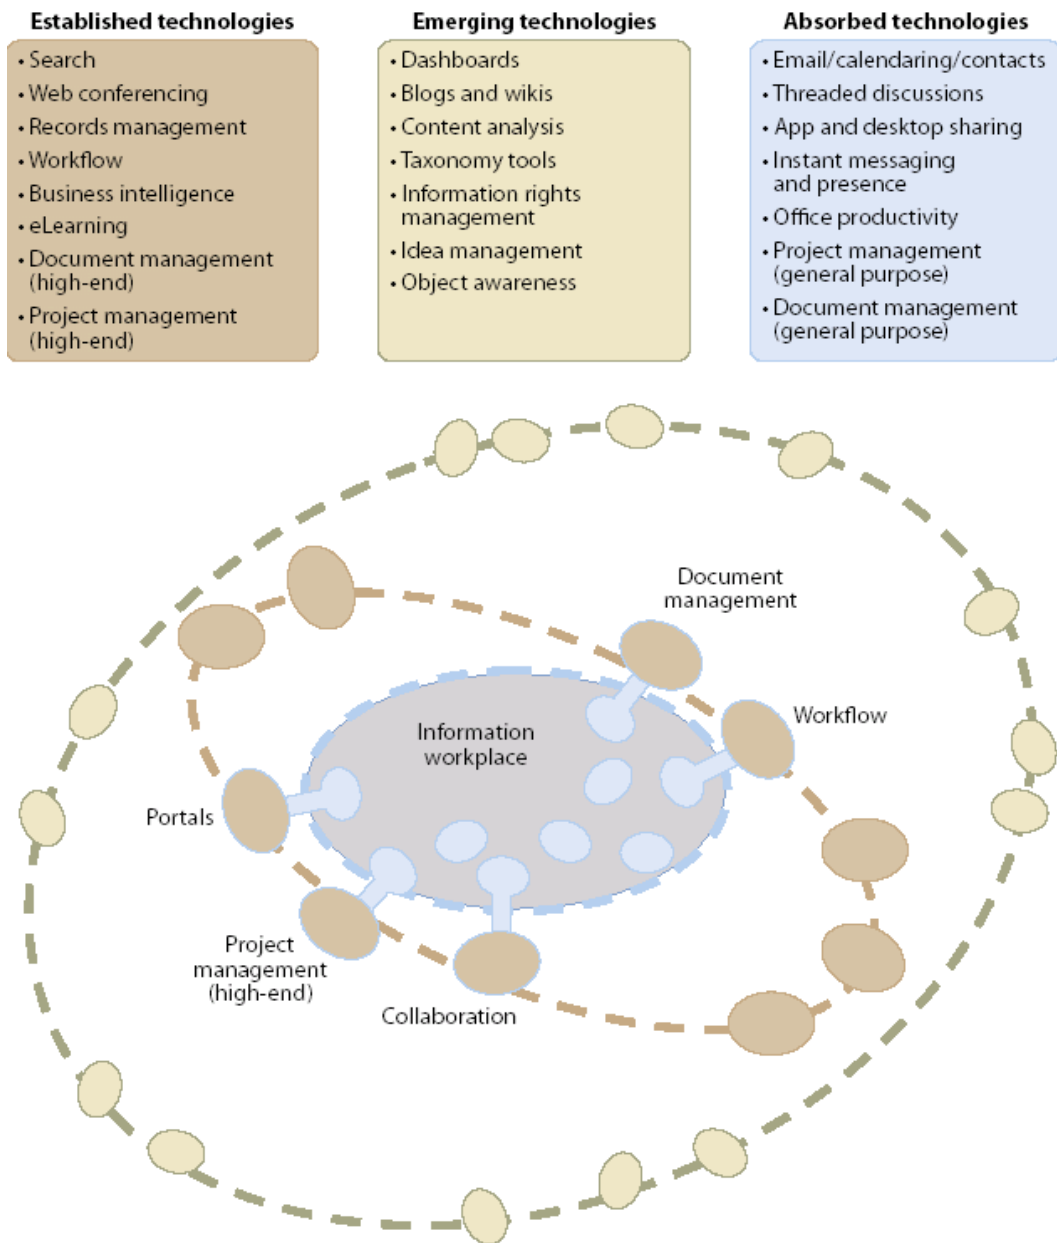 Established technologies
• Search
• Web conferencing
• Records management
• Workflow
• Business intelligence
• eLearning
• Document management
(high-end)
• Project management
(high-end)
Emerging technologies
• Dashboards
• Blogs and wikis
• Content analysis
• Taxonomy tools
• Information rights
management
• Idea management
• Object awareness
Absorbed technologies
• Email/calendaring/contacts
• Threaded discussions
• App and desktop sharing
• Instant messaging
and presence
• Office productivity
• Project management
(general purpose)
• Document management
(general purpose)
Document
management
Workflow
Information
workplace
Portals
Project
management
(high-end)
Collaboration